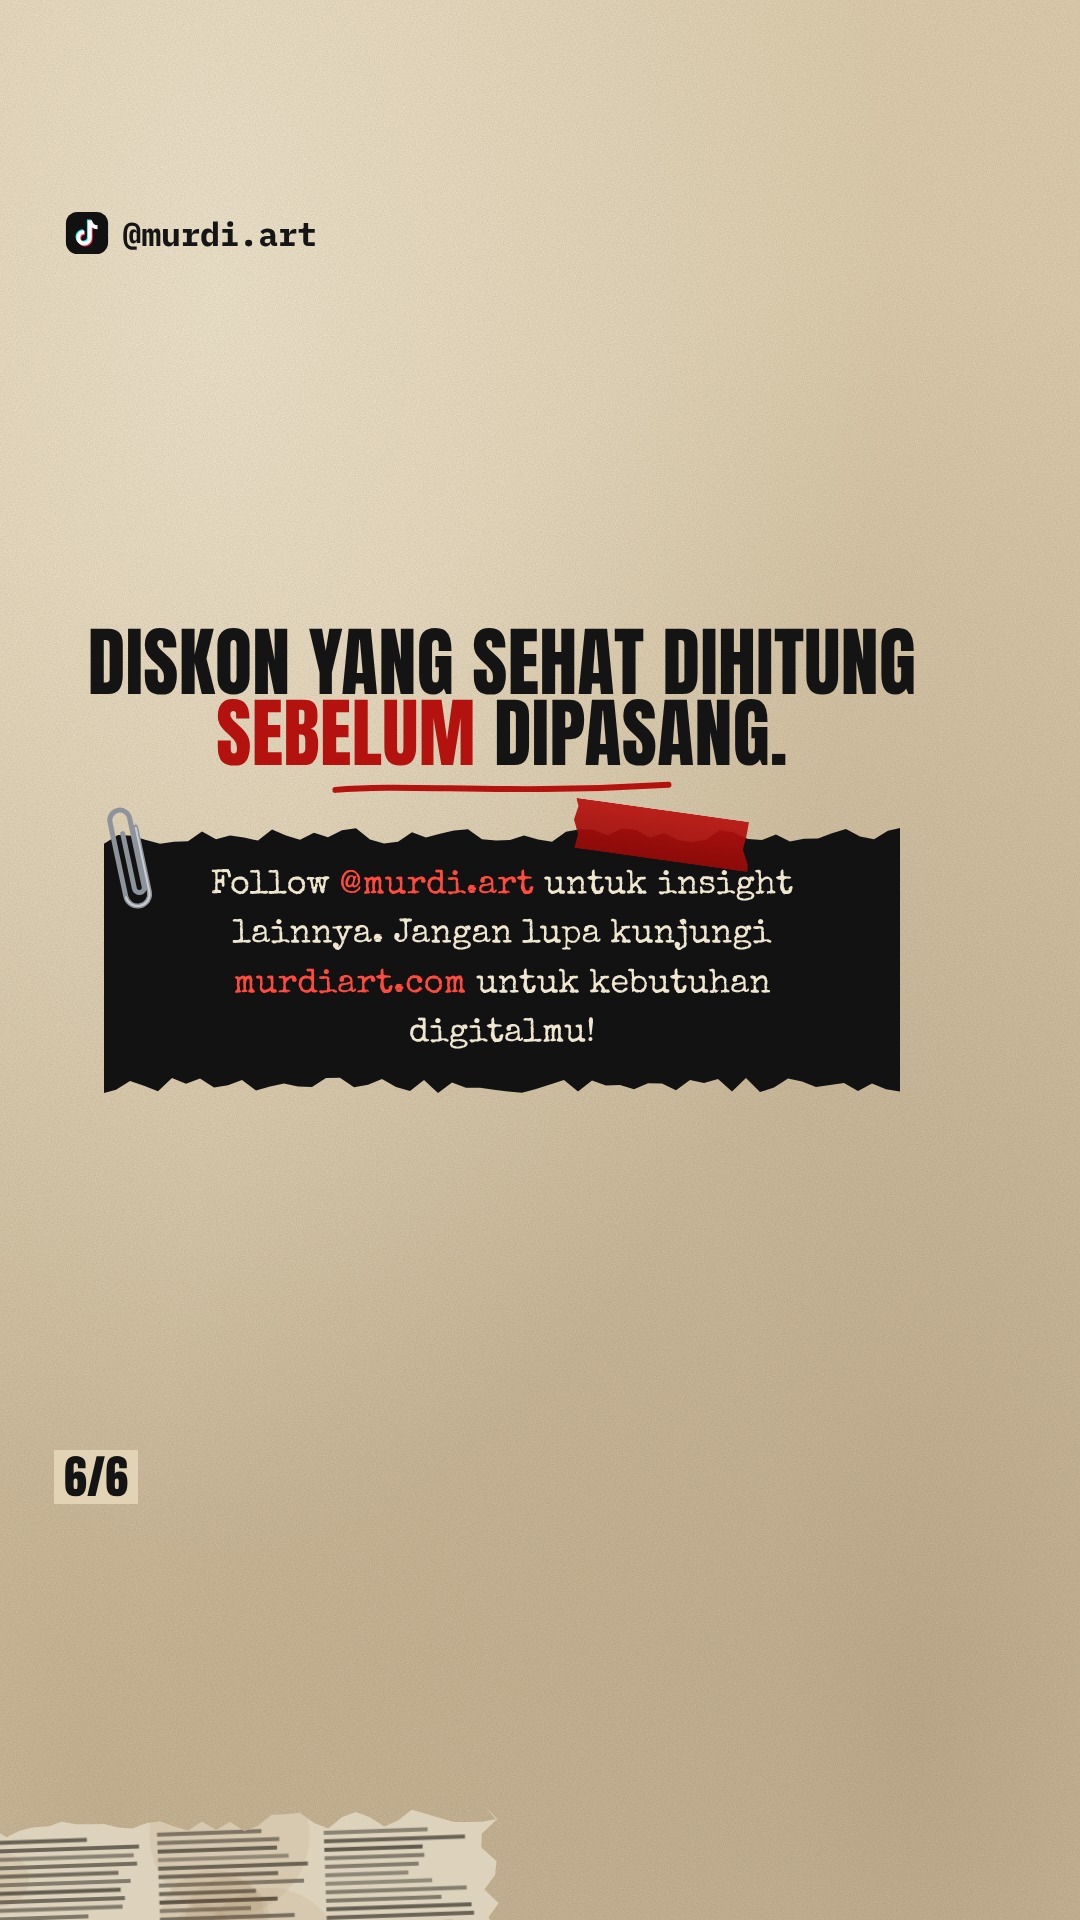 @murdi.art
DISKON YANG SEHAT DIHITUNG
SEBELUM DIPASANG.
Follow @murdi.art untuk insight
lainnya. Jangan lupa kunjungi
murdiart.com untuk kebutuhan
digitalmu!
6/6